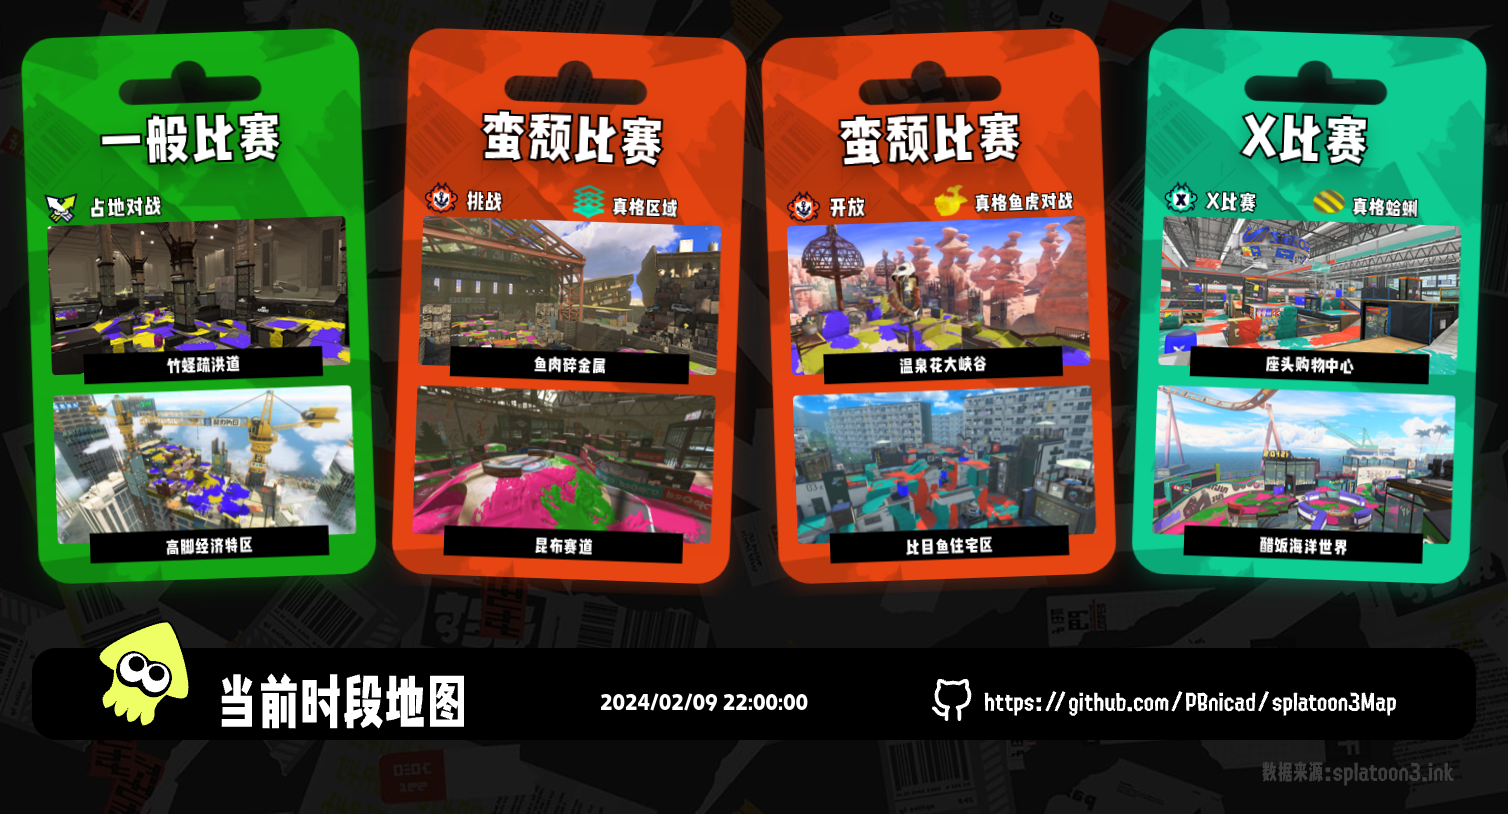 一般比赛
占地对战
竹蛏疏洪道
高脚经济特区
蛮颓比赛
挑战
真格区域
鱼肉碎金属
昆布赛道
蛮颓比赛
开放
真格鱼虎对战
温泉花大峡谷
比目鱼住宅区
X比赛
X比赛
真格蛤蜊
座头购物中心
醋饭海洋世界
当前时段地图
2024/02/09 22:00:00
https://github.com/PBnicad/splatoon3Map
数据来源:splatoon3.ink